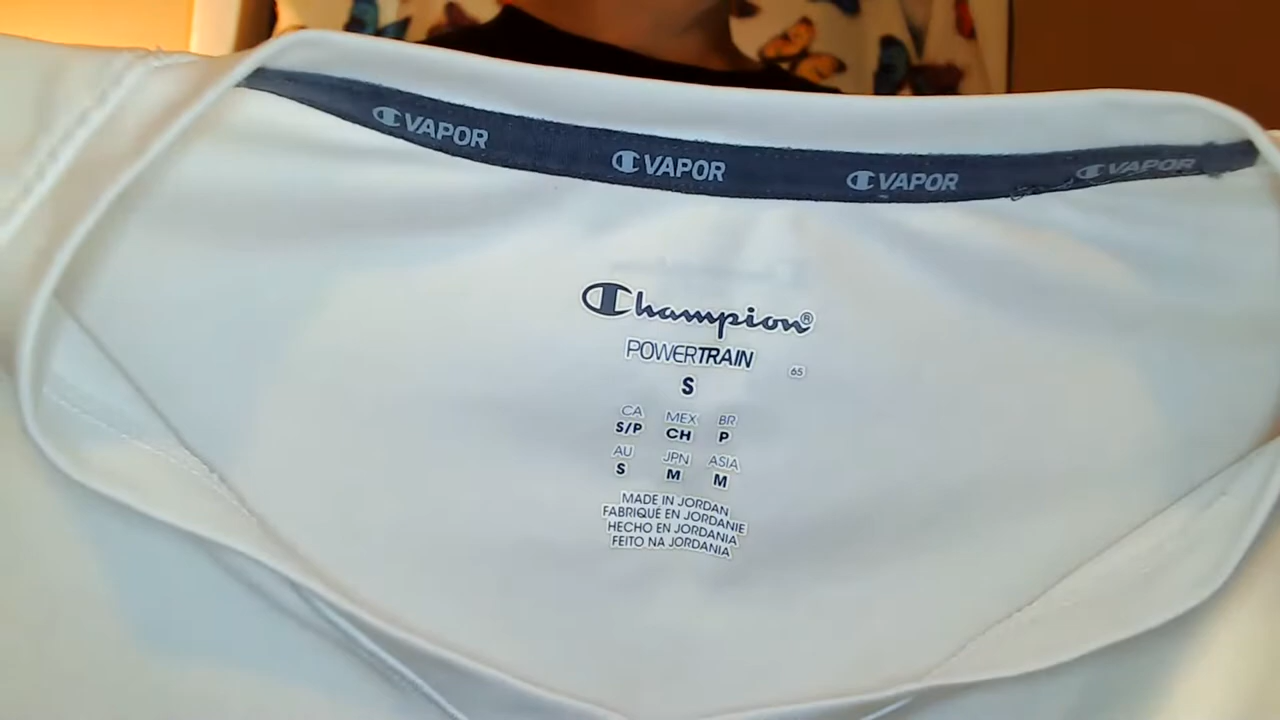 VAPOR VAPOR VAPOR VAPOR
Champion®
POWERTRAIN
65
S
CA MEX BR
S/P CH P
AU JPN ASIA
S M M
MADE IN JORDAN
FABRIQUÉ EN JORDANIE
HECHO EN JORDANIA
FEITO NA JORDANIA